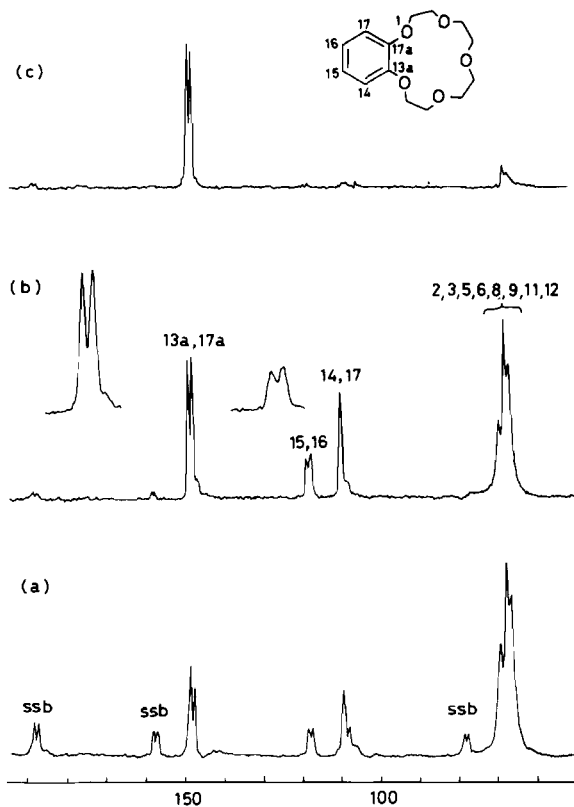 (c)
17
1
O
O
16
17a
O
15
13a
O
14
O
(b)
2,3,5,6,8,9,11,12
13a,17a
14,17
15,16
(a)
ssb
ssb
ssb
150
100